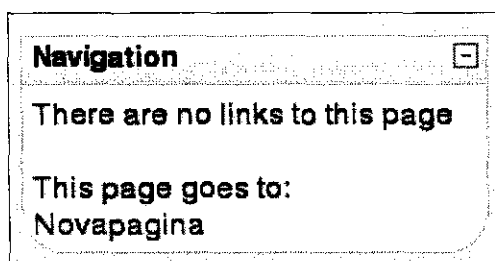 Navigation
There are no links to this page
This page goes to:
Novapagina